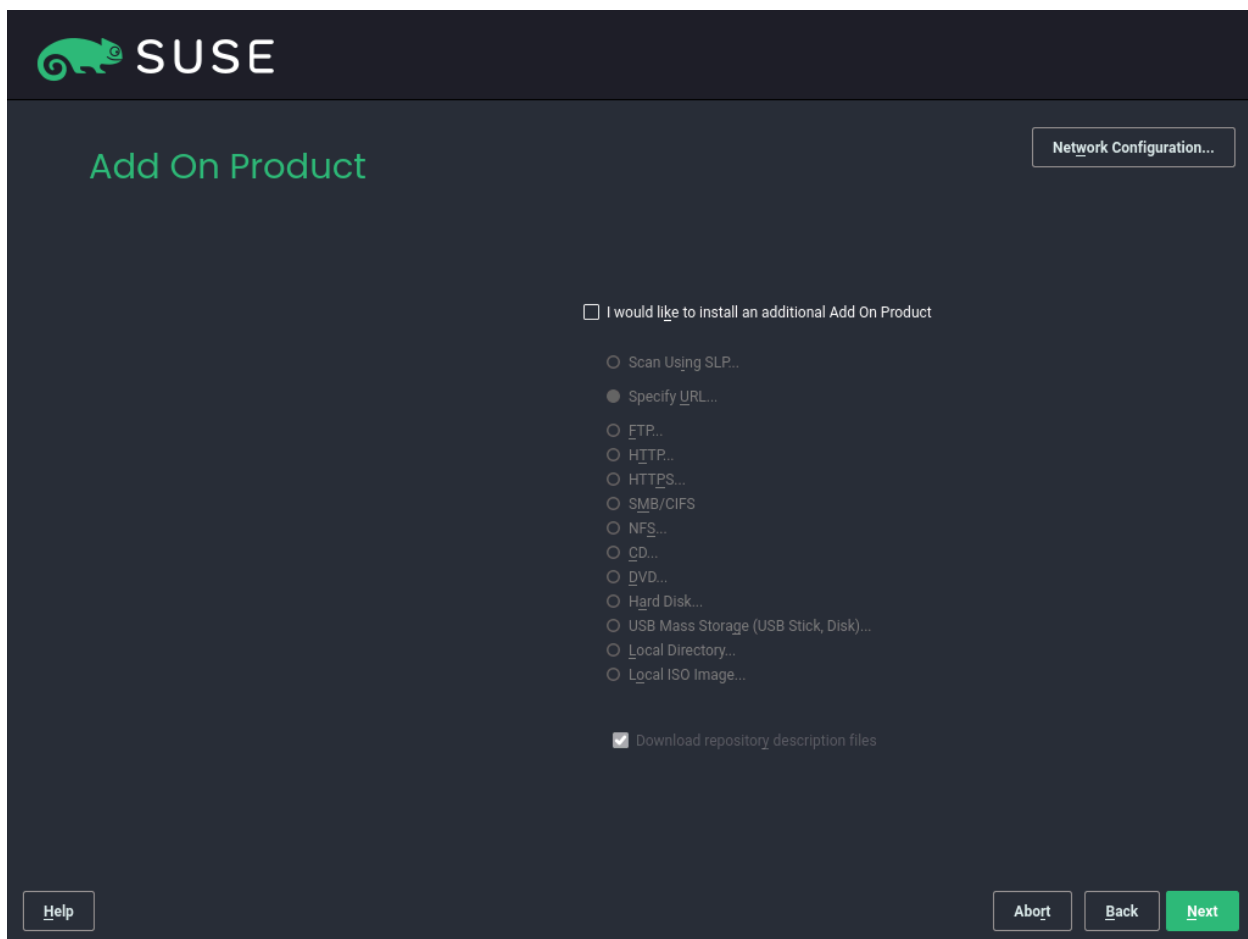 SUSE
Add On Product
Network Configuration...
I would like to install an additional Add On Product
Scan Using SLP...
Specify URL...
FTP...
HTTP...
HTTPS...
SMB/CIFS
NFS...
CD...
DVD...
Hard Disk...
USB Mass Storage (USB Stick, Disk)...
Local Directory...
Local ISO Image...
Download repository description files
Help
Abort
Back
Next